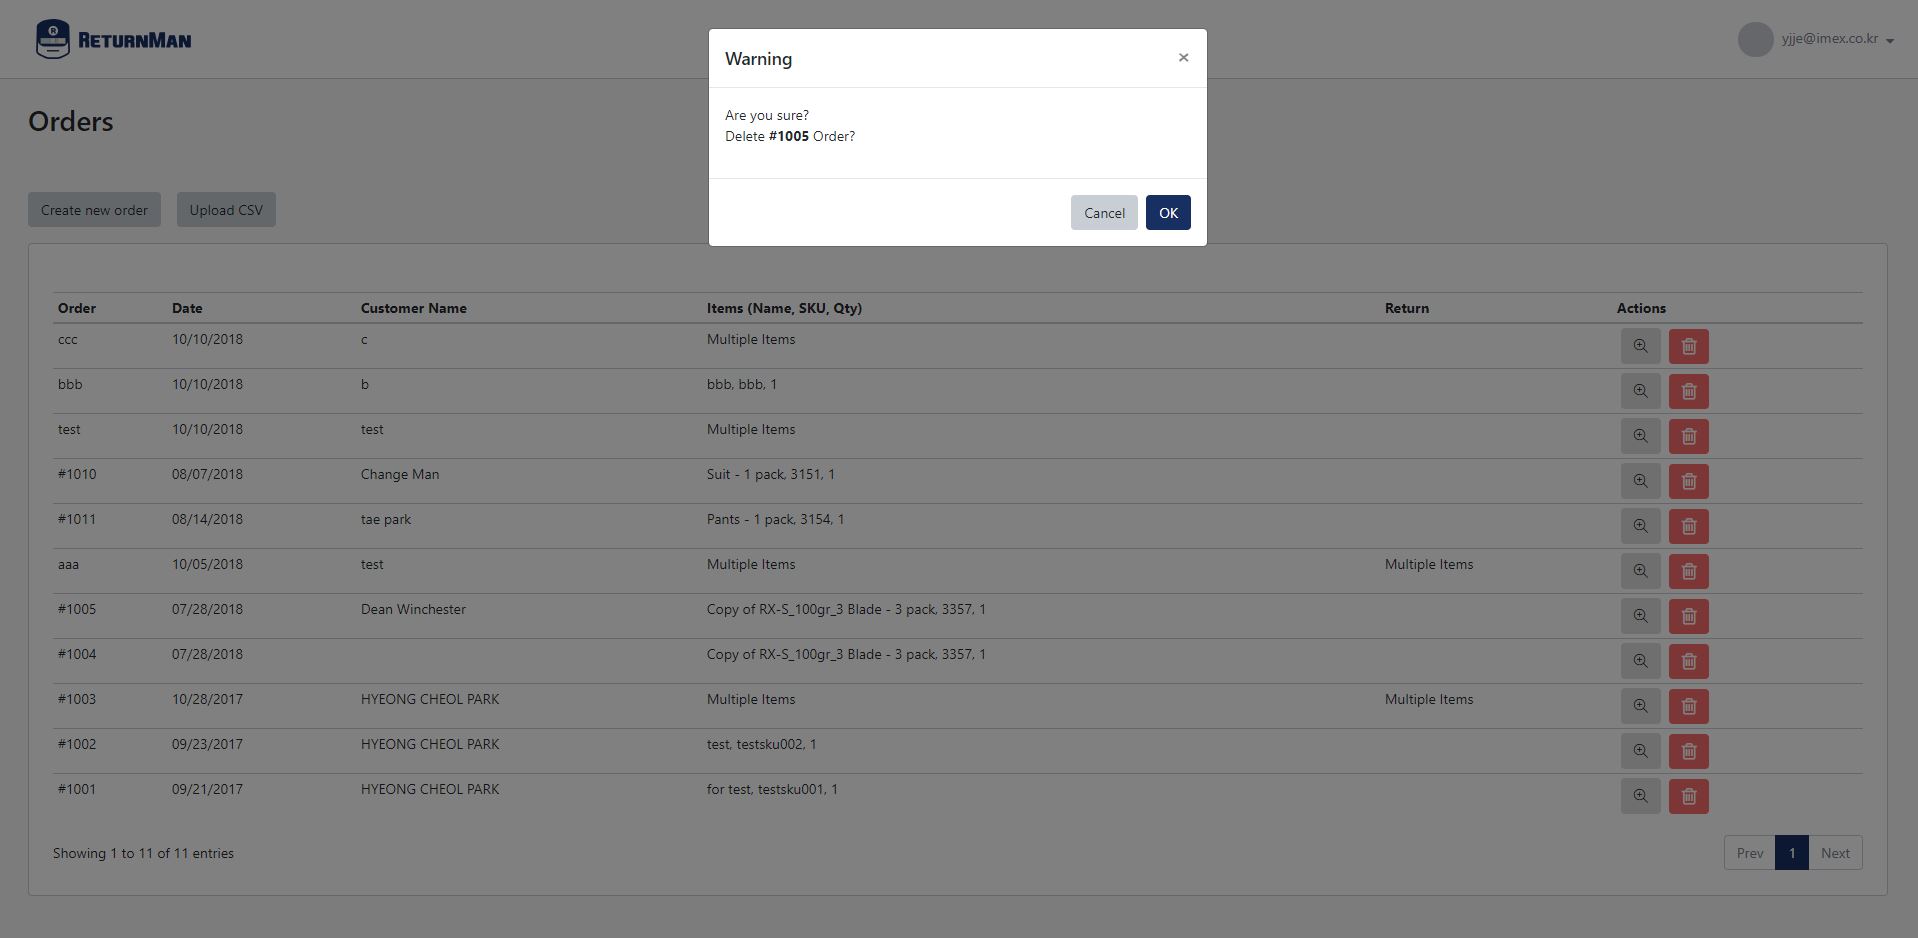 RETURNMAN
yjje@imex.co.kr
Warning
×
Are you sure?
Delete #1005 Order?
Cancel OK
Orders
Create new order Upload CSV
Order Date Customer Name Items (Name, SKU, Qty) Return Actions
ccc 10/10/2018 c Multiple Items
bbb 10/10/2018 b bbb, bbb, 1
test 10/10/2018 test Multiple Items
#1010 08/07/2018 Change Man Suit - 1 pack, 3151, 1
#1011 08/14/2018 tae park Pants - 1 pack, 3154, 1
aaa 10/05/2018 test Multiple Items Multiple Items
#1005 07/28/2018 Dean Winchester Copy of RX-S_100gr_3 Blade - 3 pack, 3357, 1
#1004 07/28/2018 Copy of RX-S_100gr_3 Blade - 3 pack, 3357, 1
#1003 10/28/2017 HYEONG CHEOL PARK Multiple Items Multiple Items
#1002 09/23/2017 HYEONG CHEOL PARK test, testsku002, 1
#1001 09/21/2017 HYEONG CHEOL PARK for test, testsku001, 1
Showing 1 to 11 of 11 entries Prev 1 Next